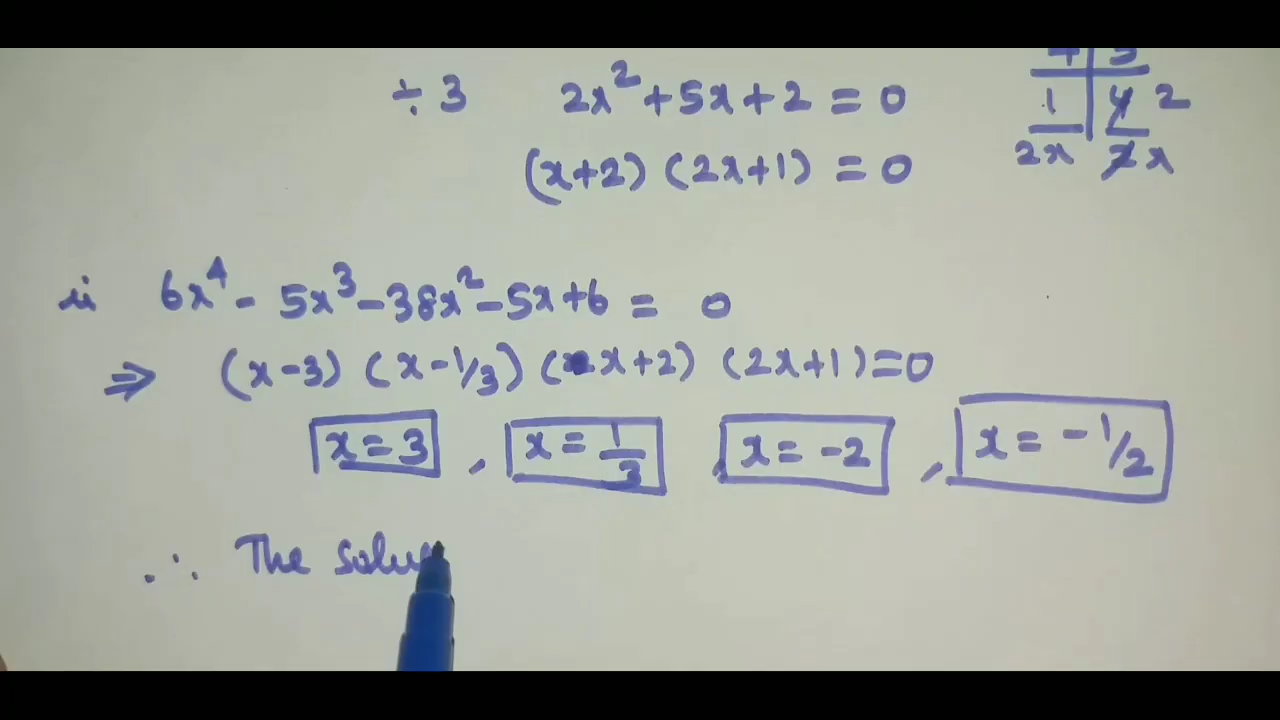 ÷ 3 2x² + 5x + 2 = 0
(x+2) (2x+1) = 0
1 4 2
2x 2x
ii 6x⁴ - 5x³ - 38x² - 5x + 6 = 0
⇒ (x-3) (x-1/3) (x+2) (2x+1) = 0
x = 3 , x = 1/3 , x = -2 , x = -1/2
∴ The solu